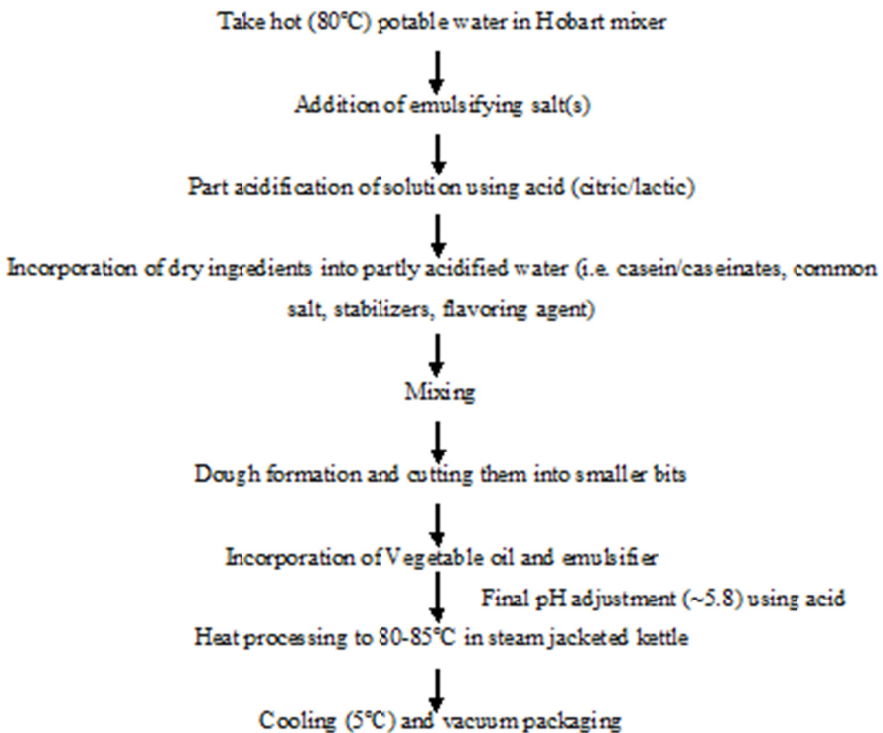 Take hot (80°C) potable water in Hobart mixer
Addition of emulsifying salt(s)
Part acidification of solution using acid (citric/lactic)
Incorporation of dry ingredients into partly acidified water (i.e. casein/caseinates, common
salt, stabilizers, flavoring agent)
Mixing
Dough formation and cutting them into smaller bits
Incorporation of Vegetable oil and emulsifier
Final pH adjustment (~5.8) using acid
Heat processing to 80-85°C in steam jacketed kettle
Cooling (5°C) and vacuum packaging